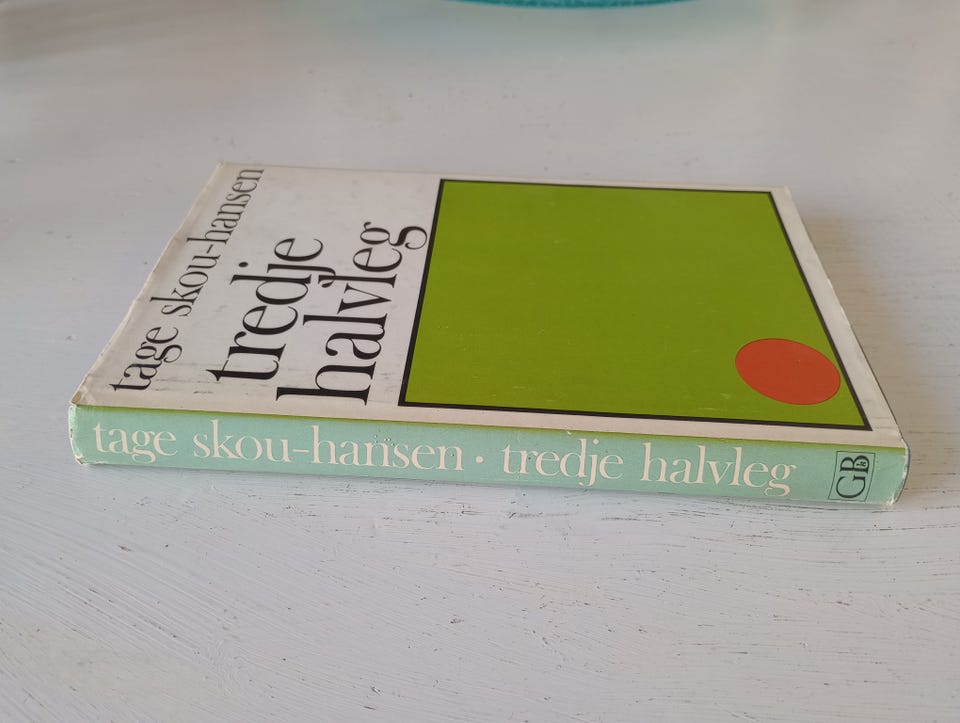 tage skou-hansen
tredje
halvleg
tage skou-hansen · tredje halvleg
GB